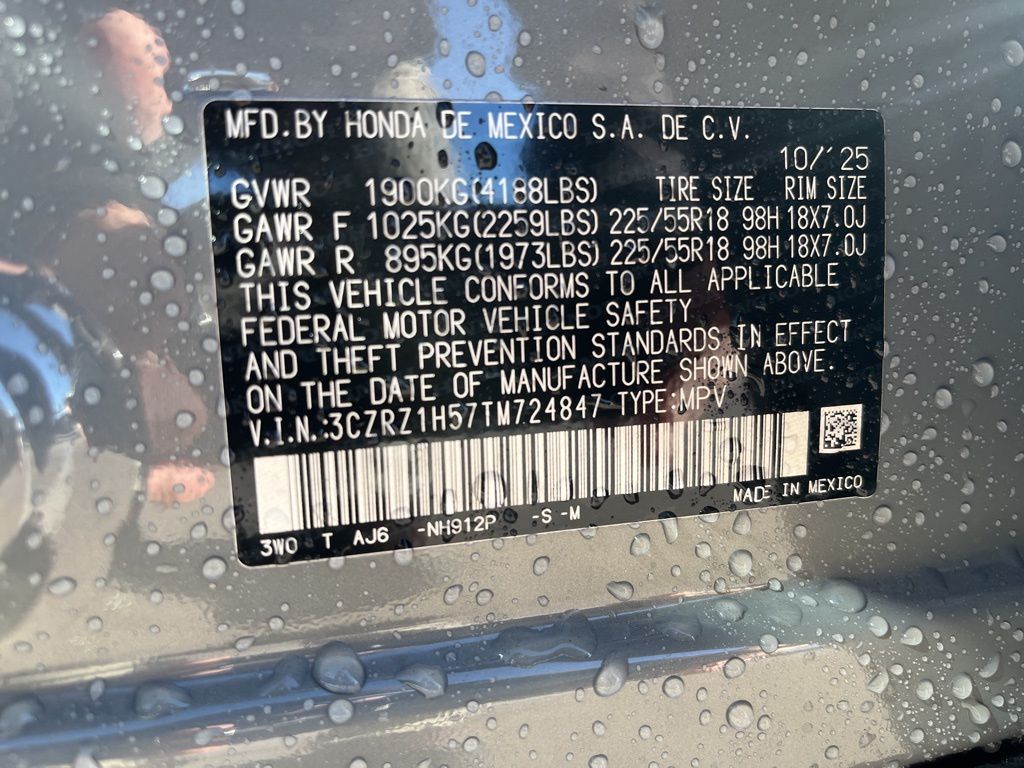 MFD.BY HONDA DE MEXICO S.A. DE C.V.
10/'25
GVWR 1900KG(4188LBS) TIRE SIZE RIM SIZE
GAWR F 1025KG(2259LBS) 225/55R18 98H 18X7.0J
GAWR R 895KG(1973LBS) 225/55R18 98H 18X7.0J
THIS VEHICLE CONFORMS TO ALL APPLICABLE
FEDERAL MOTOR VEHICLE SAFETY
AND THEFT PREVENTION STANDARDS IN EFFECT
ON THE DATE OF MANUFACTURE SHOWN ABOVE.
V.I.N.:3CZRZ1H57TM724847 TYPE:MPV
MADE IN MEXICO
3W0 T AJ6 -NH912P -S -M